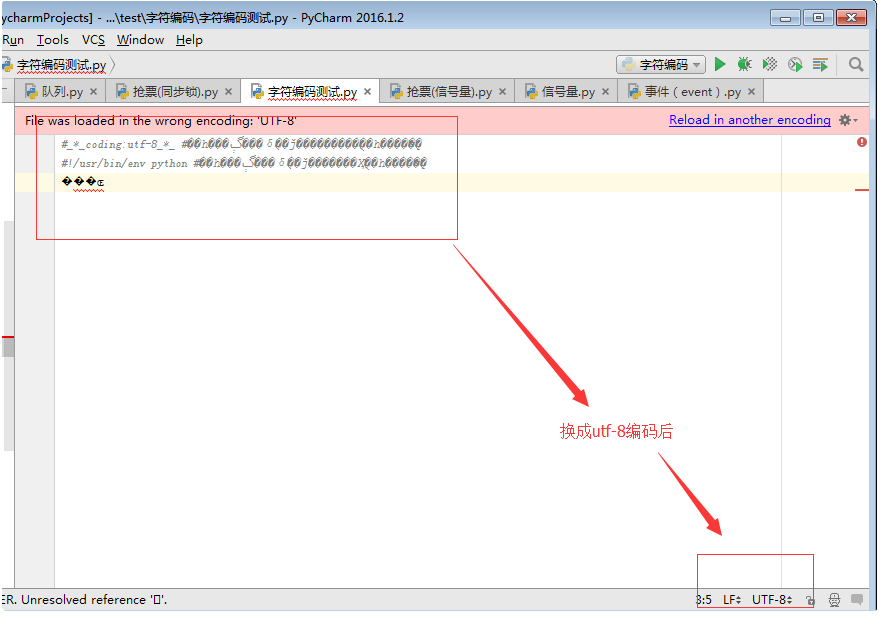 ycharmProjects] - ...\test\字符编码\字符编码测试.py - PyCharm 2016.1.2
Run Tools VCS Window Help
字符编码测试.py 字符编码
队列.py 抢票(同步锁).py 字符编码测试.py 抢票(信号量).py 信号量.py 事件（event）.py
File was loaded in the wrong encoding: 'UTF-8' Reload in another encoding
#_*_coding:utf-8_*_
#!/usr/bin/env python
换成utf-8编码后
ER. Unresolved reference '▯'. 3:5 LF UTF-8